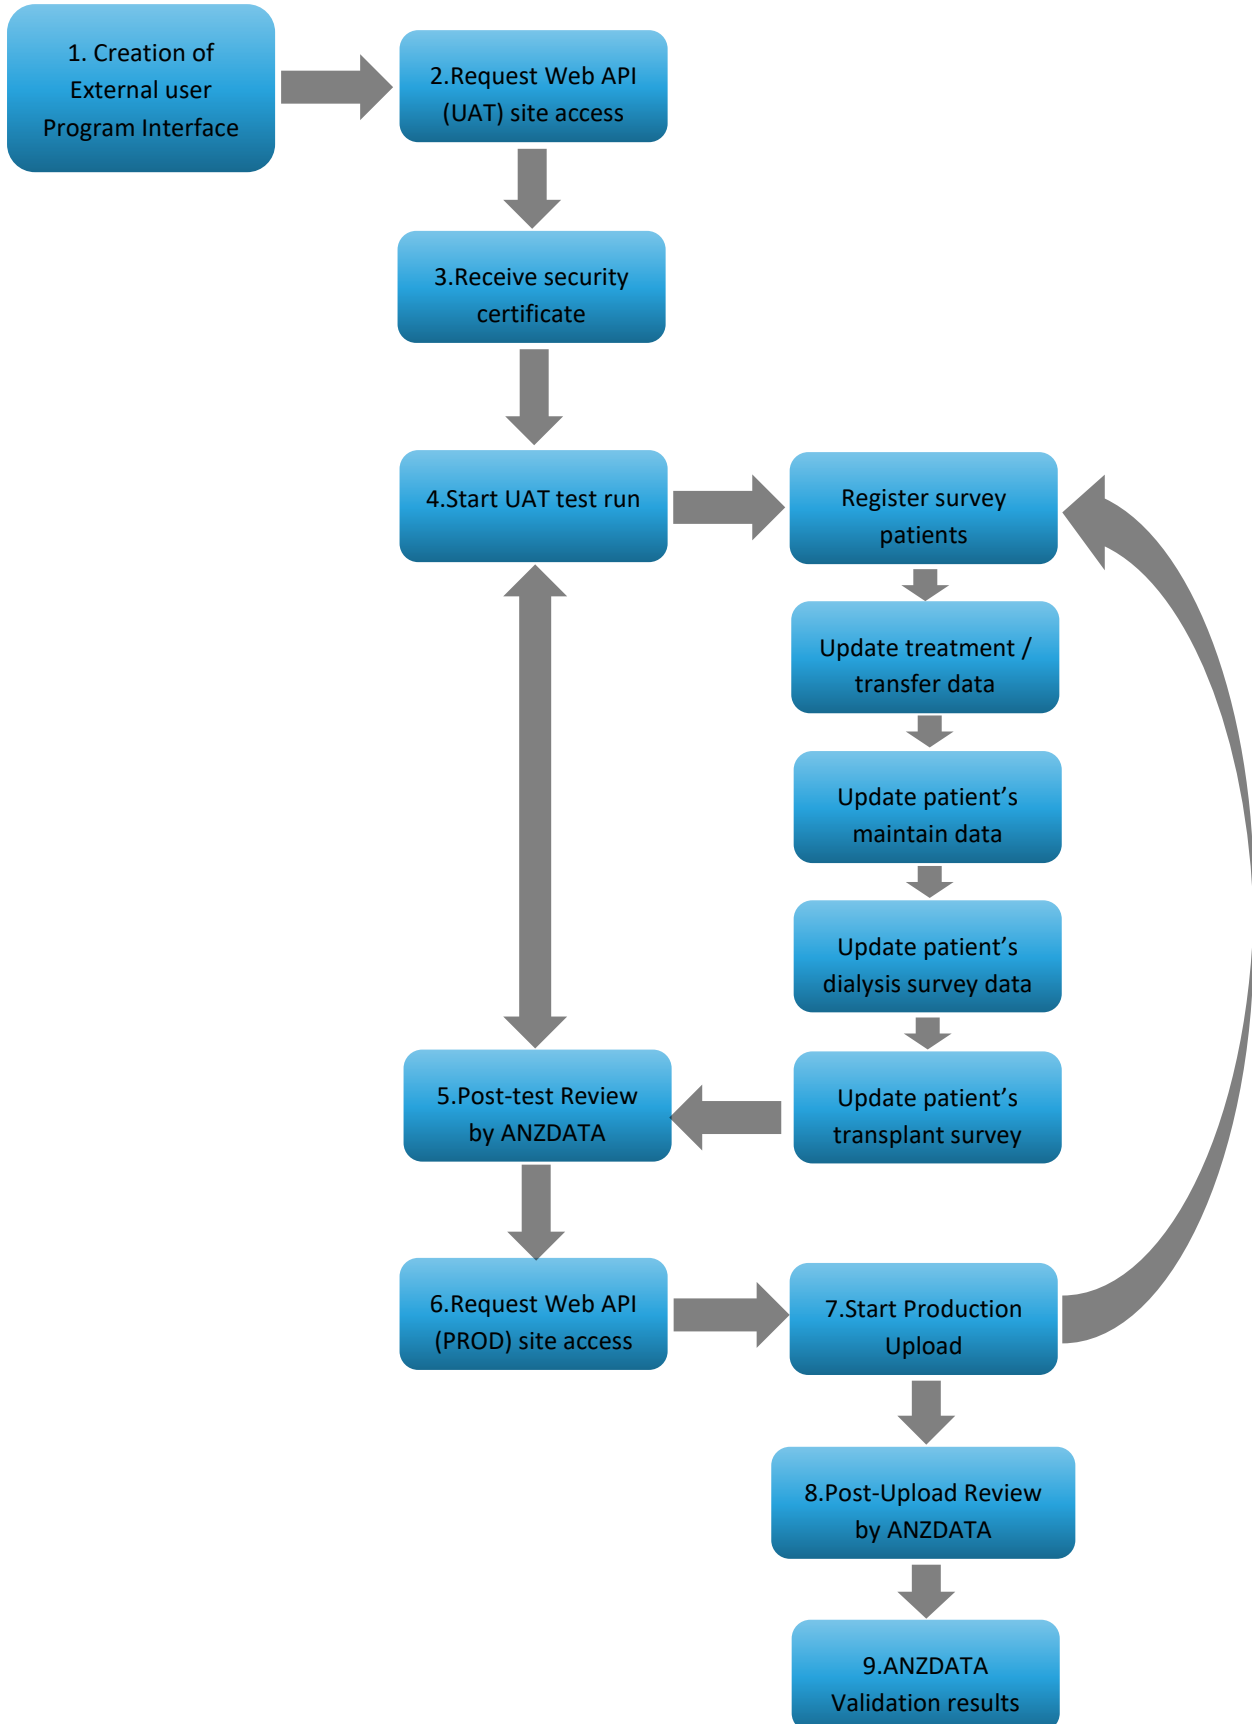 1. Creation of
External user
Program Interface
2.Request Web API
(UAT) site access
3.Receive security
certificate
4.Start UAT test run
Register survey
patients
Update treatment /
transfer data
Update patient’s
maintain data
Update patient’s
dialysis survey data
Update patient’s
transplant survey
5.Post-test Review
by ANZDATA
6.Request Web API
(PROD) site access
7.Start Production
Upload
8.Post-Upload Review
by ANZDATA
9.ANZDATA
Validation results